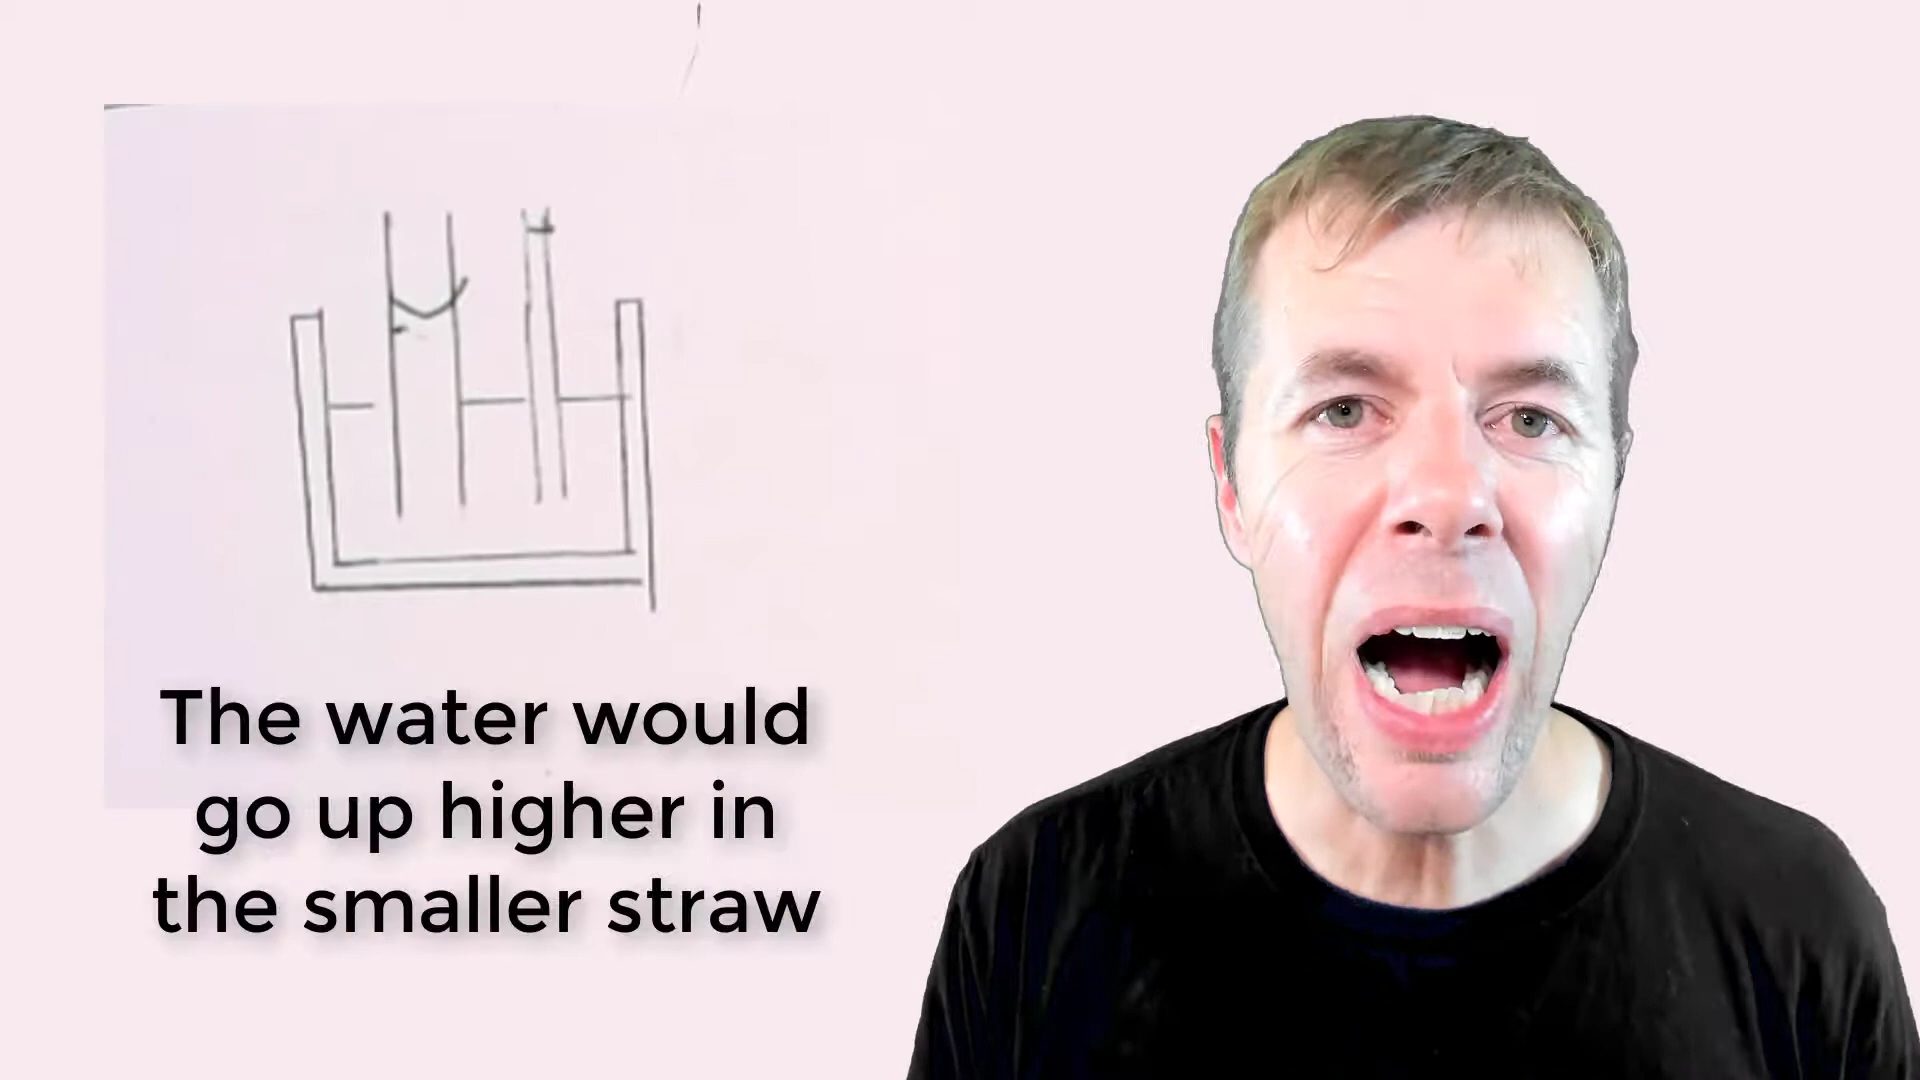 The water would
go up higher in
the smaller straw